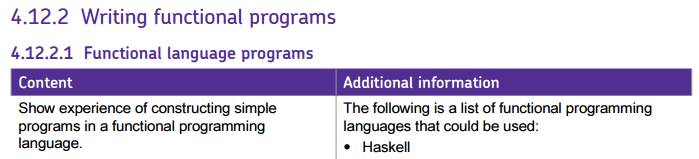 4.12.2 Writing functional programs
4.12.2.1 Functional language programs
Content
Additional information
Show experience of constructing simple
programs in a functional programming
language.
The following is a list of functional programming
languages that could be used:
• Haskell